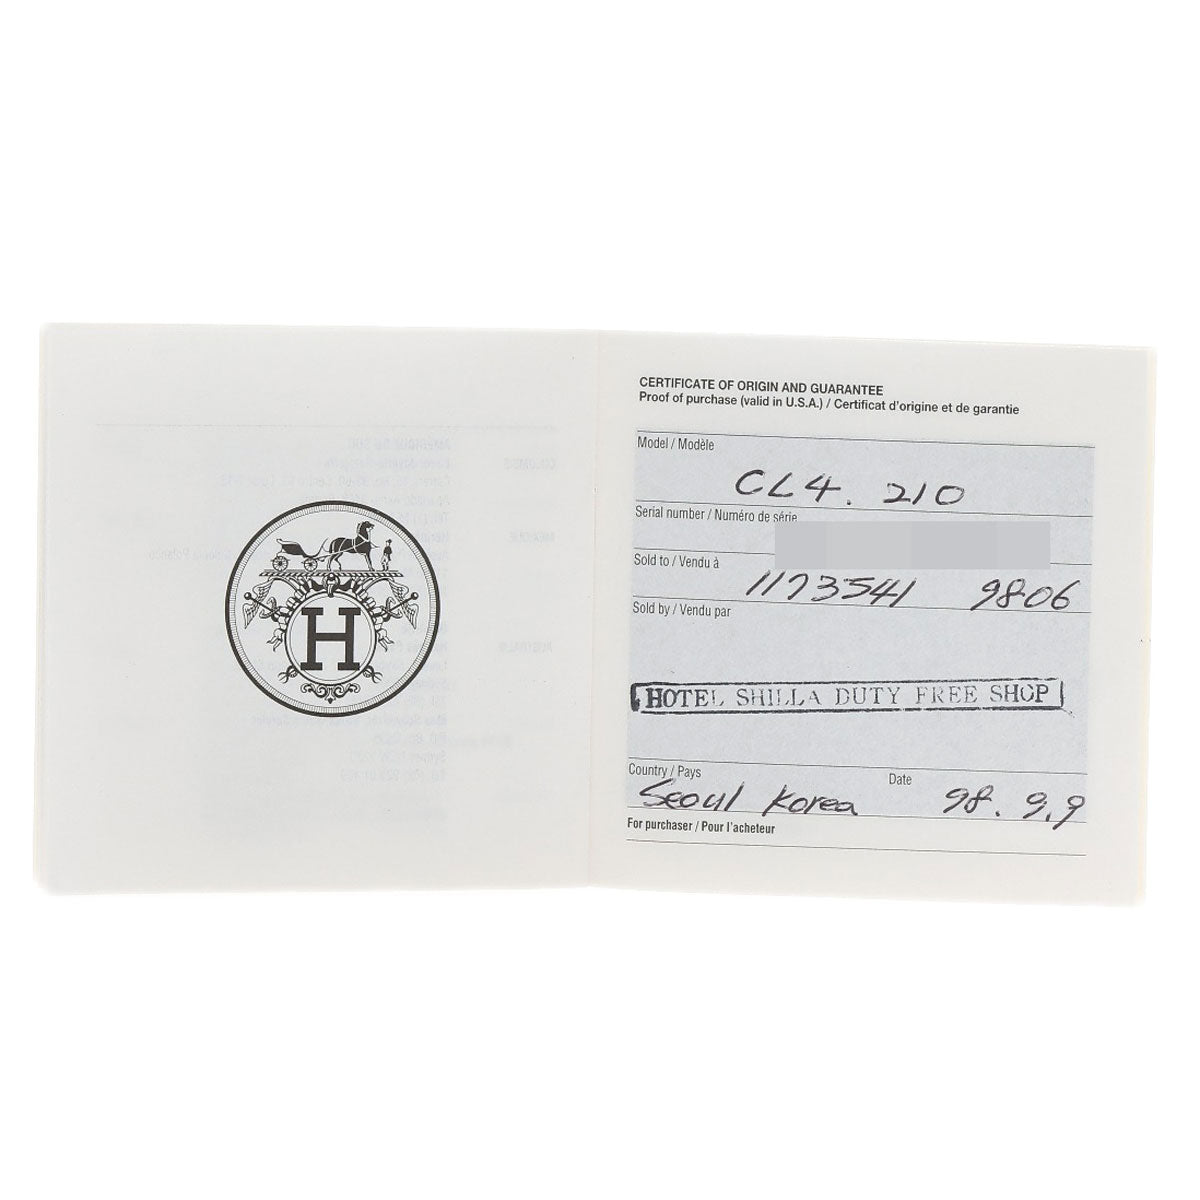 H
CERTIFICATE OF ORIGIN AND GUARANTEE
Proof of purchase (valid in U.S.A.) / Certificat d'origine et de garantie
Model / Modèle
CL4. 210
Serial number / Numéro de série
Sold to / Vendu à
1173541 9806
Sold by / Vendu par
HOTEL SHILLA DUTY FREE SHOP
Country / Pays Date
Seoul Korea 98. 9.9
For purchaser / Pour l'acheteur